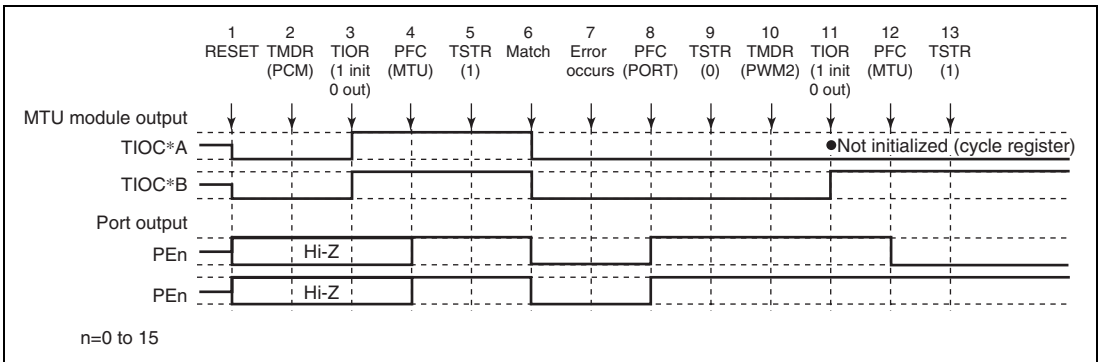 1 2 3 4 5 6 7 8 9 10 11 12 13
RESET TMDR TIOR PFC TSTR Match Error PFC TSTR TMDR TIOR PFC TSTR
(PCM) (1 init (MTU) (1) occurs (PORT) (0) (PWM2) (1 init (MTU) (1)
0 out) 0 out)
MTU module output
TIOC*A
●Not initialized (cycle register)
TIOC*B
Port output
PEn
Hi-Z
PEn
Hi-Z
n=0 to 15